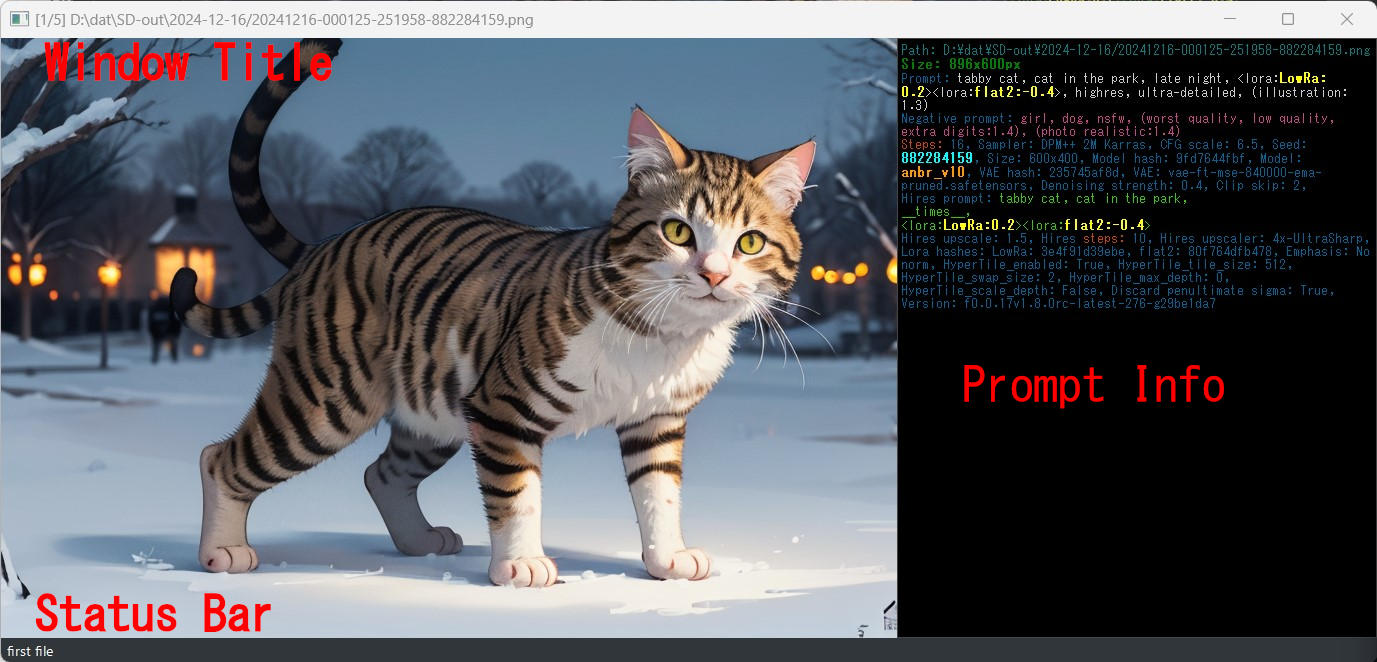 [1/5] D:\dat\SD-out\2024-12-16/20241216-000125-251958-882284159.png
Window Title
Path: D:¥dat¥SD-out¥2024-12-16/20241216-000125-251958-882284159.png
Size: 896x600px
Prompt: tabby cat, cat in the park, late night, <lora:LowRa:
0.2><lora:flat2:-0.4>, highres, ultra-detailed, (illustration:
1.3)
Negative prompt: girl, dog, nsfw, (worst quality, low quality,
extra digits:1.4), (photo realistic:1.4)
Steps: 16, Sampler: DPM++ 2M Karras, CFG scale: 6.5, Seed:
882284159, Size: 600x400, Model hash: 9fd7644fbf, Model:
anbr_v10, VAE hash: 235745af8d, VAE: vae-ft-mse-840000-ema-
pruned.safetensors, Denoising strength: 0.4, Clip skip: 2,
Hires prompt: tabby cat, cat in the park,
__times__,
<lora:LowRa:0.2><lora:flat2:-0.4>
Hires upscale: 1.5, Hires steps: 10, Hires upscaler: 4x-UltraSharp,
Lora hashes: LowRa: 3e4f91d39ebe, flat2: 80f764dfb478, Emphasis: No
norm, HyperTile_enabled: True, HyperTile_tile_size: 512,
HyperTile_swap_size: 2, HyperTile_max_depth: 0,
HyperTile_scale_depth: False, Discard penultimate sigma: True,
Version: f0.0.17v1.8.0rc-latest-276-g29be1da7
Prompt Info
Status Bar
first file